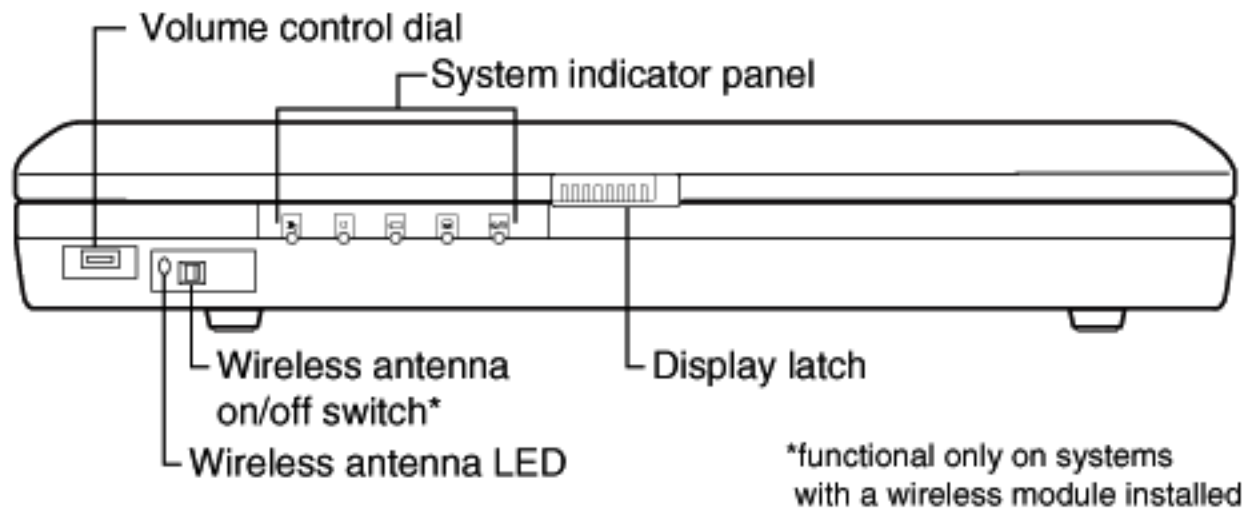 Volume control dial
System indicator panel
Wireless antenna
on/off switch*
Display latch
Wireless antenna LED
*functional only on systems
with a wireless module installed